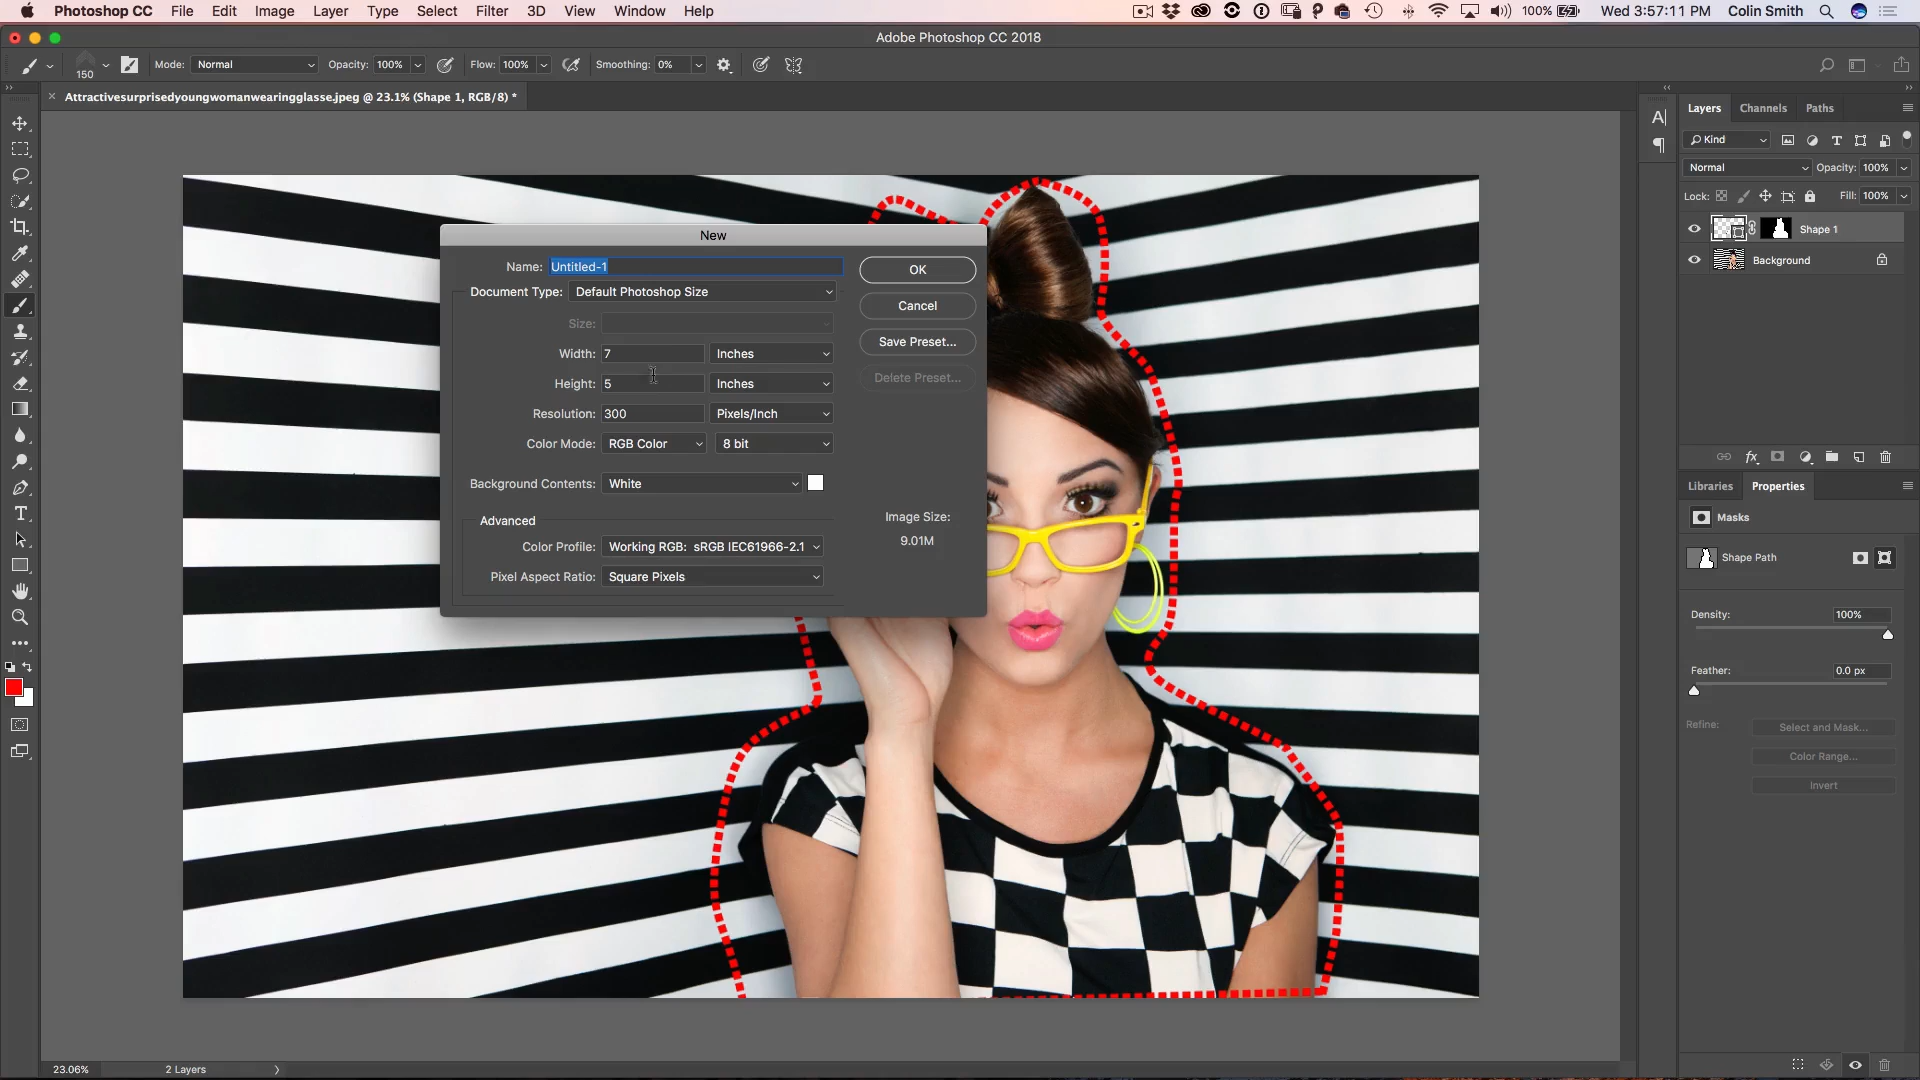 Photoshop CC File Edit Image Layer Type Select Filter 3D View Window Help 100% Wed 3:57:11 PM Colin Smith
Adobe Photoshop CC 2018
150 Mode: Normal Opacity: 100% Flow: 100% Smoothing: 0%
Attractivesurprisedyoungwomanwearingglasse.jpeg @ 23.1% (Shape 1, RGB/8) *
Layers Channels Paths
Kind
Normal Opacity: 100%
Lock: Fill: 100%
Shape 1
Background
New
Name: Untitled-1
OK
Document Type: Default Photoshop Size
Cancel
Size:
Save Preset...
Width: 7 Inches
Delete Preset...
Height: 5 Inches
Resolution: 300 Pixels/Inch
Color Mode: RGB Color 8 bit
Background Contents: White
Image Size:
9.01M
Advanced
Color Profile: Working RGB: sRGB IEC61966-2.1
Pixel Aspect Ratio: Square Pixels
Libraries Properties
Masks
Shape Path
Density: 100%
Feather: 0.0 px
Refine: Select and Mask...
Color Range...
Invert
23.06% 2 Layers